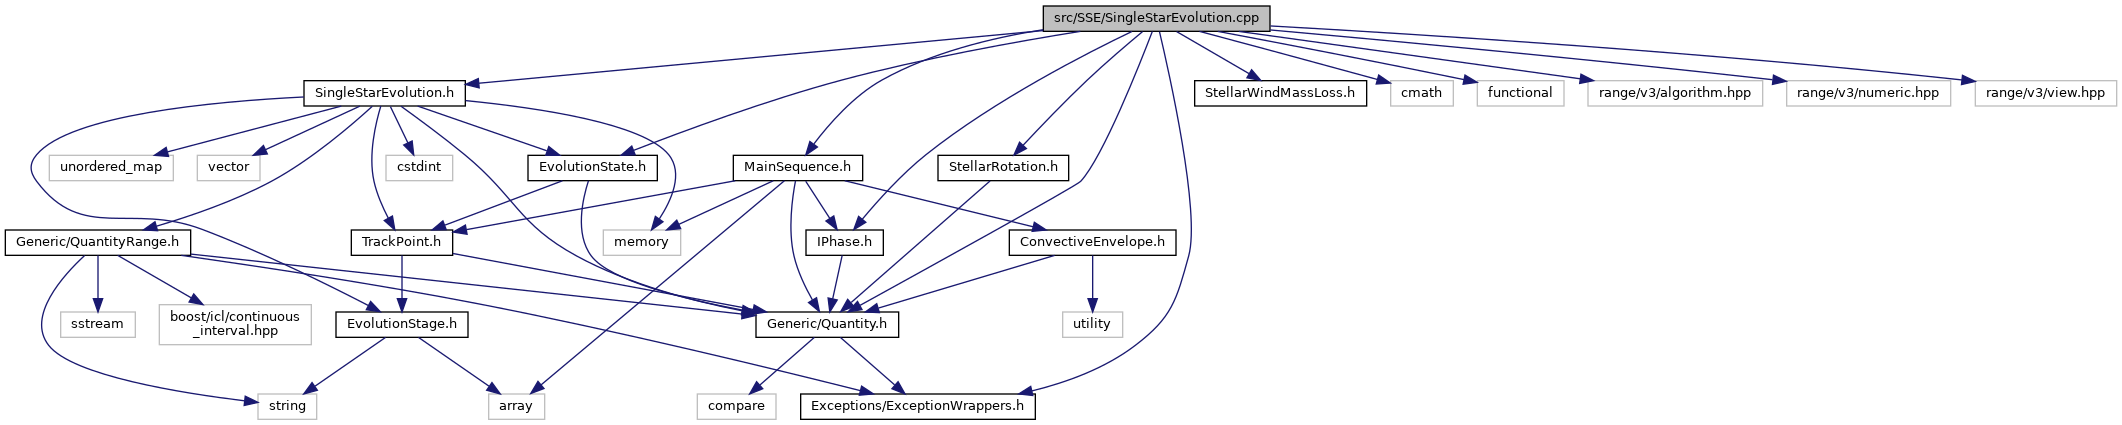 src/SSE/SingleStarEvolution.cpp
SingleStarEvolution.h
StellarWindMassLoss.h
cmath
functional
range/v3/algorithm.hpp
range/v3/numeric.hpp
range/v3/view.hpp
unordered_map
vector
cstdint
EvolutionState.h
MainSequence.h
StellarRotation.h
Generic/QuantityRange.h
TrackPoint.h
memory
IPhase.h
ConvectiveEnvelope.h
sstream
boost/icl/continuous
_interval.hpp
EvolutionStage.h
Generic/Quantity.h
utility
string
array
compare
Exceptions/ExceptionWrappers.h